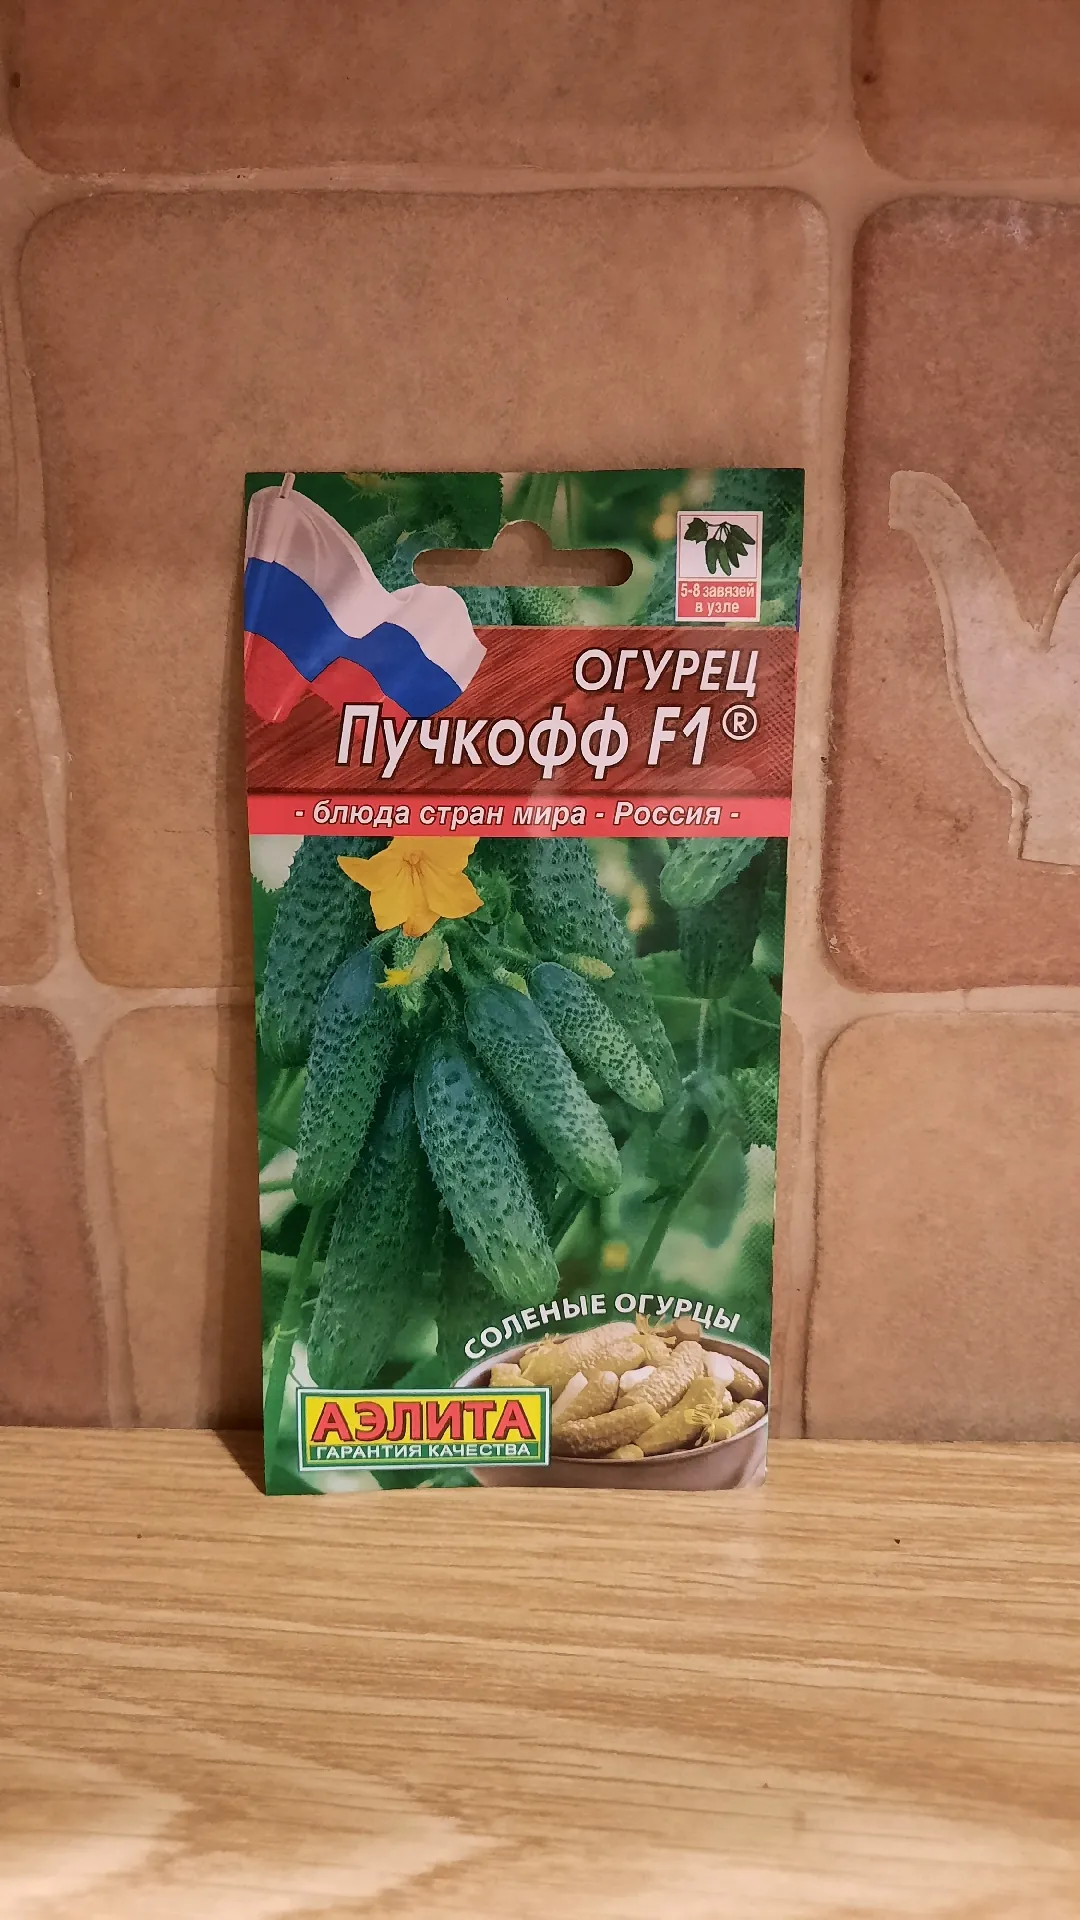 5-8 завязей
в узле
ОГУРЕЦ
Пучкофф F1®
- блюда стран мира - Россия -
СОЛЕНЫЕ ОГУРЦЫ
АЭЛИТА
ГАРАНТИЯ КАЧЕСТВА